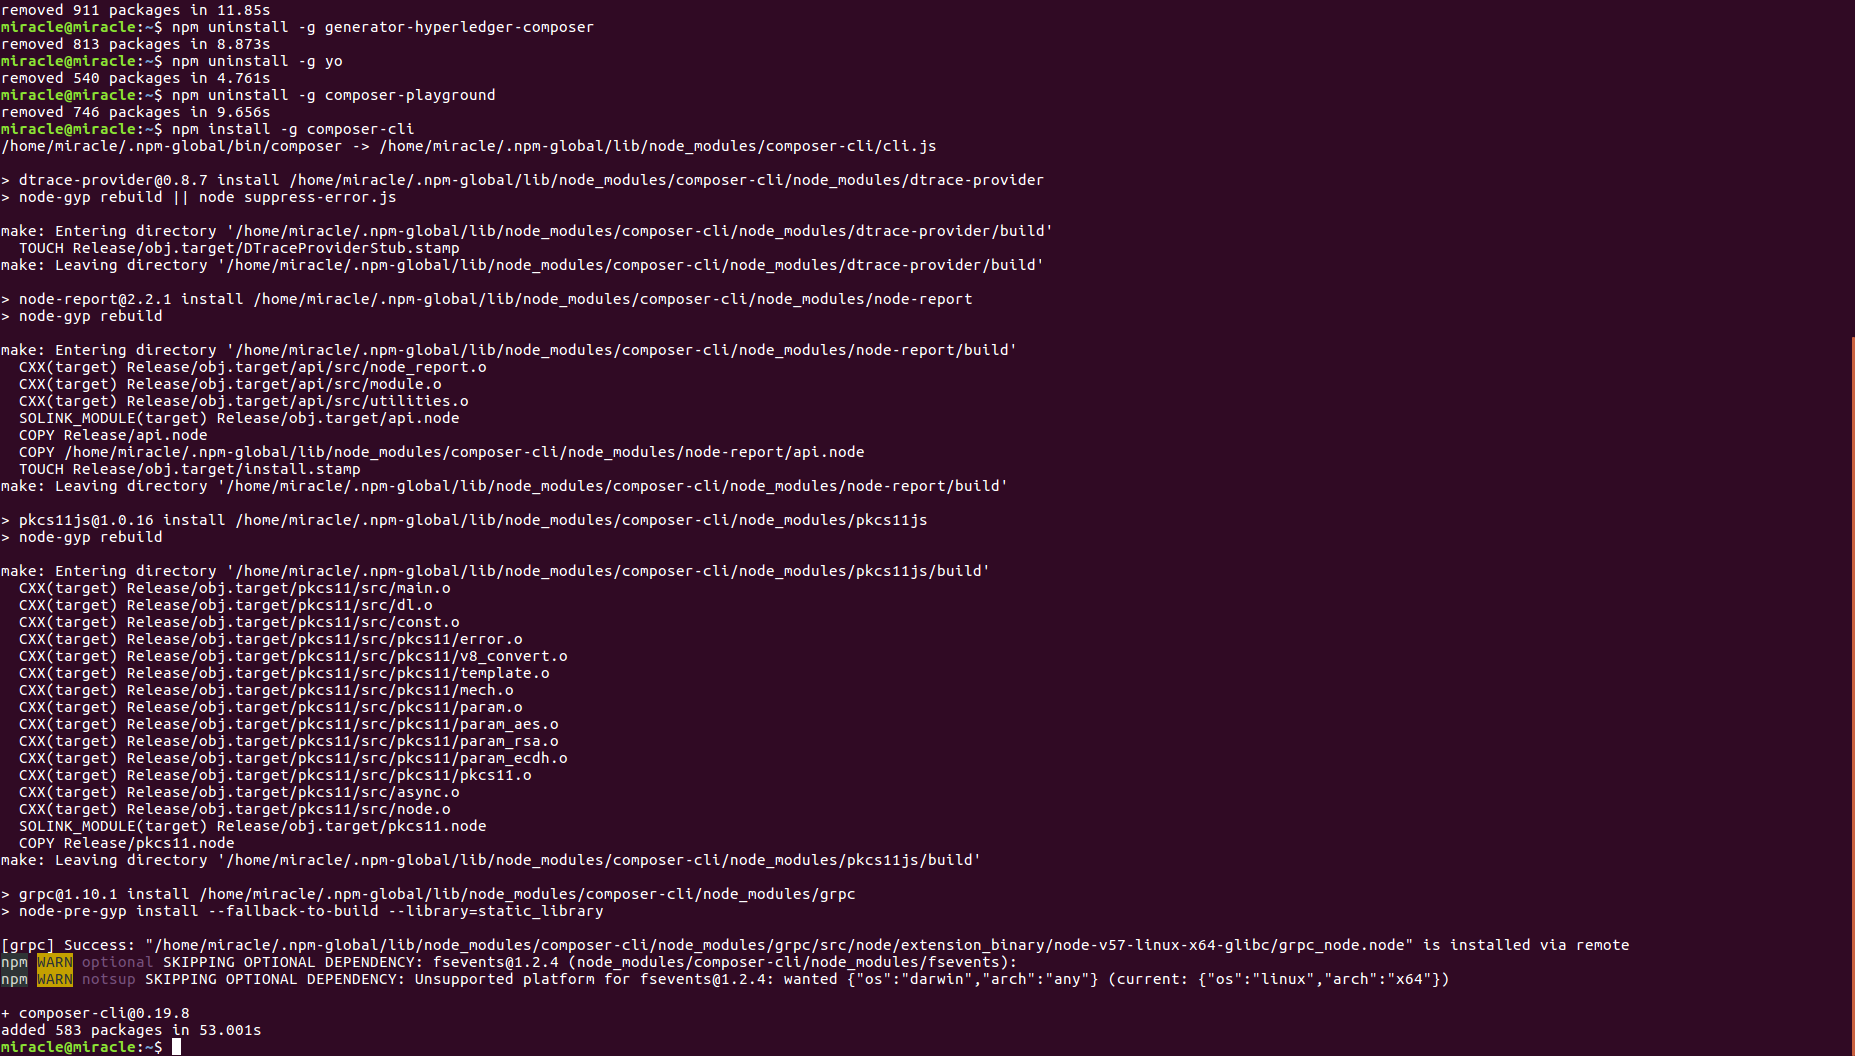 removed 911 packages in 11.85s
miracle@miracle:~$ npm uninstall -g generator-hyperledger-composer
removed 813 packages in 8.873s
miracle@miracle:~$ npm uninstall -g yo
removed 540 packages in 4.761s
miracle@miracle:~$ npm uninstall -g composer-playground
removed 746 packages in 9.656s
miracle@miracle:~$ npm install -g composer-cli
/home/miracle/.npm-global/bin/composer -> /home/miracle/.npm-global/lib/node_modules/composer-cli/cli.js

> dtrace-provider@0.8.7 install /home/miracle/.npm-global/lib/node_modules/composer-cli/node_modules/dtrace-provider
> node-gyp rebuild || node suppress-error.js

make: Entering directory '/home/miracle/.npm-global/lib/node_modules/composer-cli/node_modules/dtrace-provider/build'
  TOUCH Release/obj.target/DTraceProviderStub.stamp
make: Leaving directory '/home/miracle/.npm-global/lib/node_modules/composer-cli/node_modules/dtrace-provider/build'

> node-report@2.2.1 install /home/miracle/.npm-global/lib/node_modules/composer-cli/node_modules/node-report
> node-gyp rebuild

make: Entering directory '/home/miracle/.npm-global/lib/node_modules/composer-cli/node_modules/node-report/build'
  CXX(target) Release/obj.target/api/src/node_report.o
  CXX(target) Release/obj.target/api/src/module.o
  CXX(target) Release/obj.target/api/src/utilities.o
  SOLINK_MODULE(target) Release/obj.target/api.node
  COPY Release/api.node
  COPY /home/miracle/.npm-global/lib/node_modules/composer-cli/node_modules/node-report/api.node
  TOUCH Release/obj.target/install.stamp
make: Leaving directory '/home/miracle/.npm-global/lib/node_modules/composer-cli/node_modules/node-report/build'

> pkcs11js@1.0.16 install /home/miracle/.npm-global/lib/node_modules/composer-cli/node_modules/pkcs11js
> node-gyp rebuild

make: Entering directory '/home/miracle/.npm-global/lib/node_modules/composer-cli/node_modules/pkcs11js/build'
  CXX(target) Release/obj.target/pkcs11/src/main.o
  CXX(target) Release/obj.target/pkcs11/src/dl.o
  CXX(target) Release/obj.target/pkcs11/src/const.o
  CXX(target) Release/obj.target/pkcs11/src/pkcs11/error.o
  CXX(target) Release/obj.target/pkcs11/src/pkcs11/v8_convert.o
  CXX(target) Release/obj.target/pkcs11/src/pkcs11/template.o
  CXX(target) Release/obj.target/pkcs11/src/pkcs11/mech.o
  CXX(target) Release/obj.target/pkcs11/src/pkcs11/param.o
  CXX(target) Release/obj.target/pkcs11/src/pkcs11/param_aes.o
  CXX(target) Release/obj.target/pkcs11/src/pkcs11/param_rsa.o
  CXX(target) Release/obj.target/pkcs11/src/pkcs11/param_ecdh.o
  CXX(target) Release/obj.target/pkcs11/src/pkcs11/pkcs11.o
  CXX(target) Release/obj.target/pkcs11/src/async.o
  CXX(target) Release/obj.target/pkcs11/src/node.o
  SOLINK_MODULE(target) Release/obj.target/pkcs11.node
  COPY Release/pkcs11.node
make: Leaving directory '/home/miracle/.npm-global/lib/node_modules/composer-cli/node_modules/pkcs11js/build'

> grpc@1.10.1 install /home/miracle/.npm-global/lib/node_modules/composer-cli/node_modules/grpc
> node-pre-gyp install --fallback-to-build --library=static_library

[grpc] Success: "/home/miracle/.npm-global/lib/node_modules/composer-cli/node_modules/grpc/src/node/extension_binary/node-v57-linux-x64-glibc/grpc_node.node" is installed via remote
npm WARN optional SKIPPING OPTIONAL DEPENDENCY: fsevents@1.2.4 (node_modules/composer-cli/node_modules/fsevents):
npm WARN notsup SKIPPING OPTIONAL DEPENDENCY: Unsupported platform for fsevents@1.2.4: wanted {"os":"darwin","arch":"any"} (current: {"os":"linux","arch":"x64"})

+ composer-cli@0.19.8
added 583 packages in 53.001s
miracle@miracle:~$